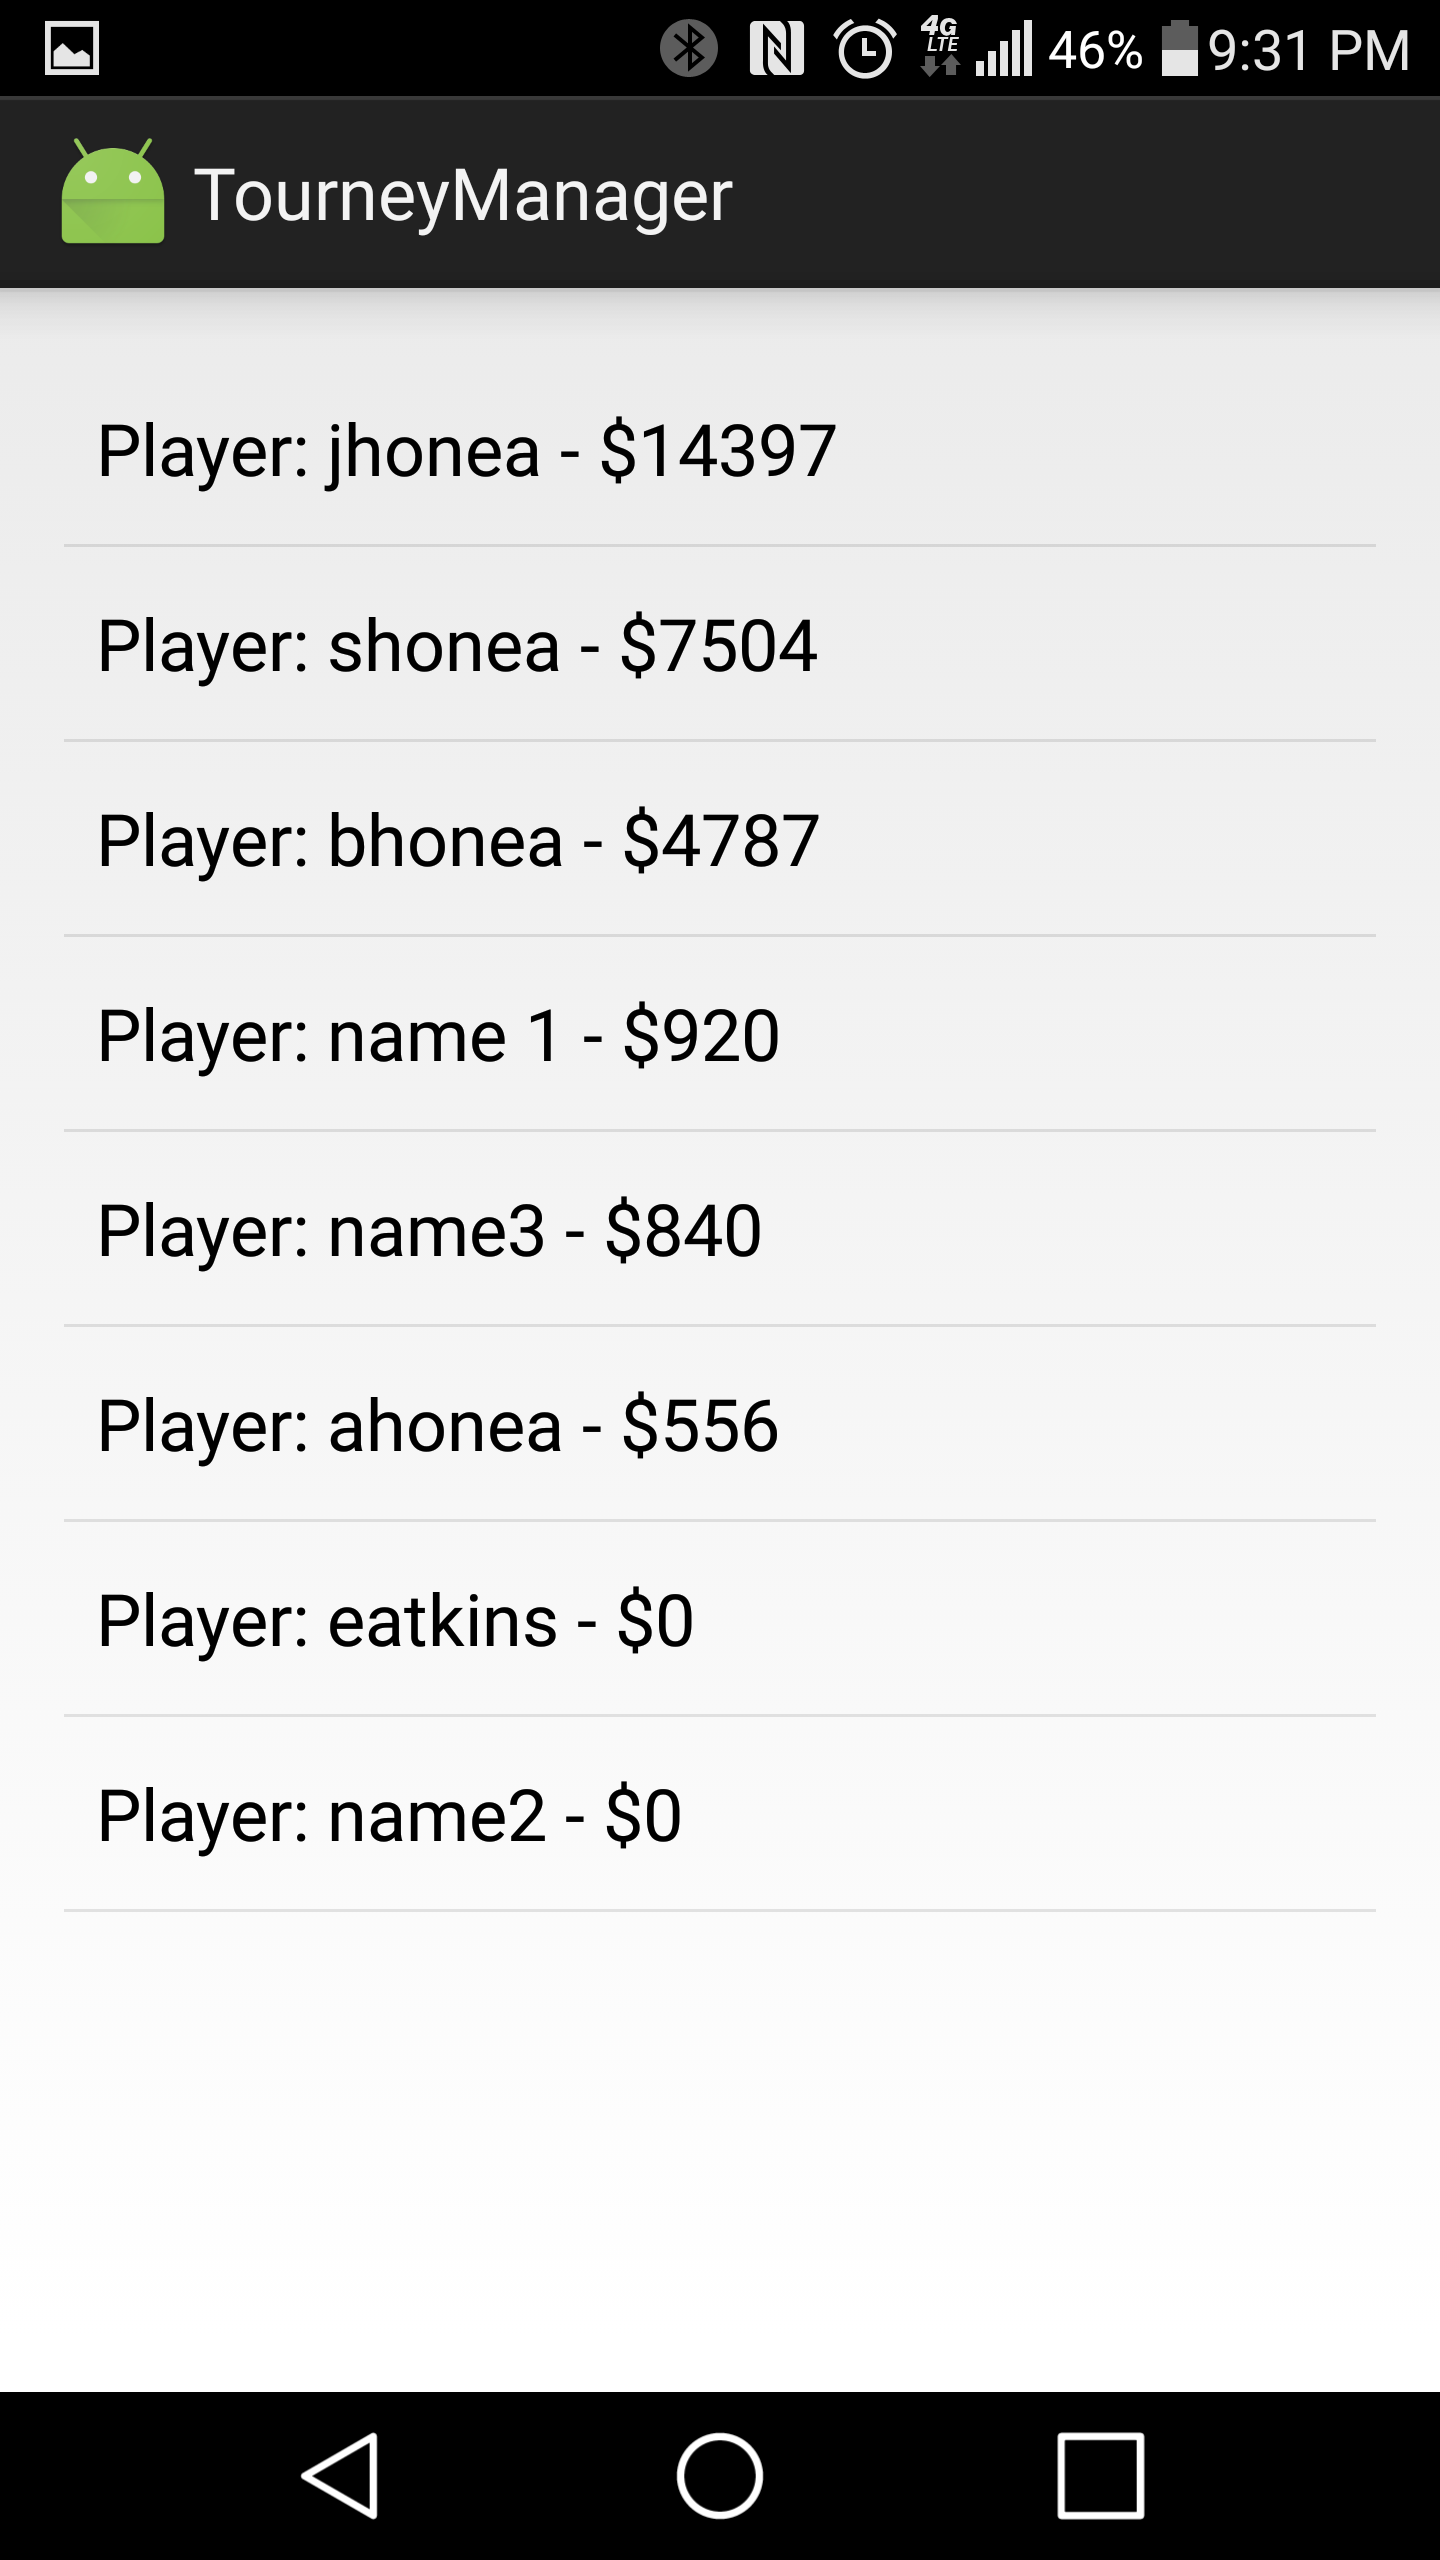 4G
LTE
46%
9:31 PM
TourneyManager
Player: jhonea - $14397
Player: shonea - $7504
Player: bhonea - $4787
Player: name 1 - $920
Player: name3 - $840
Player: ahonea - $556
Player: eatkins - $0
Player: name2 - $0